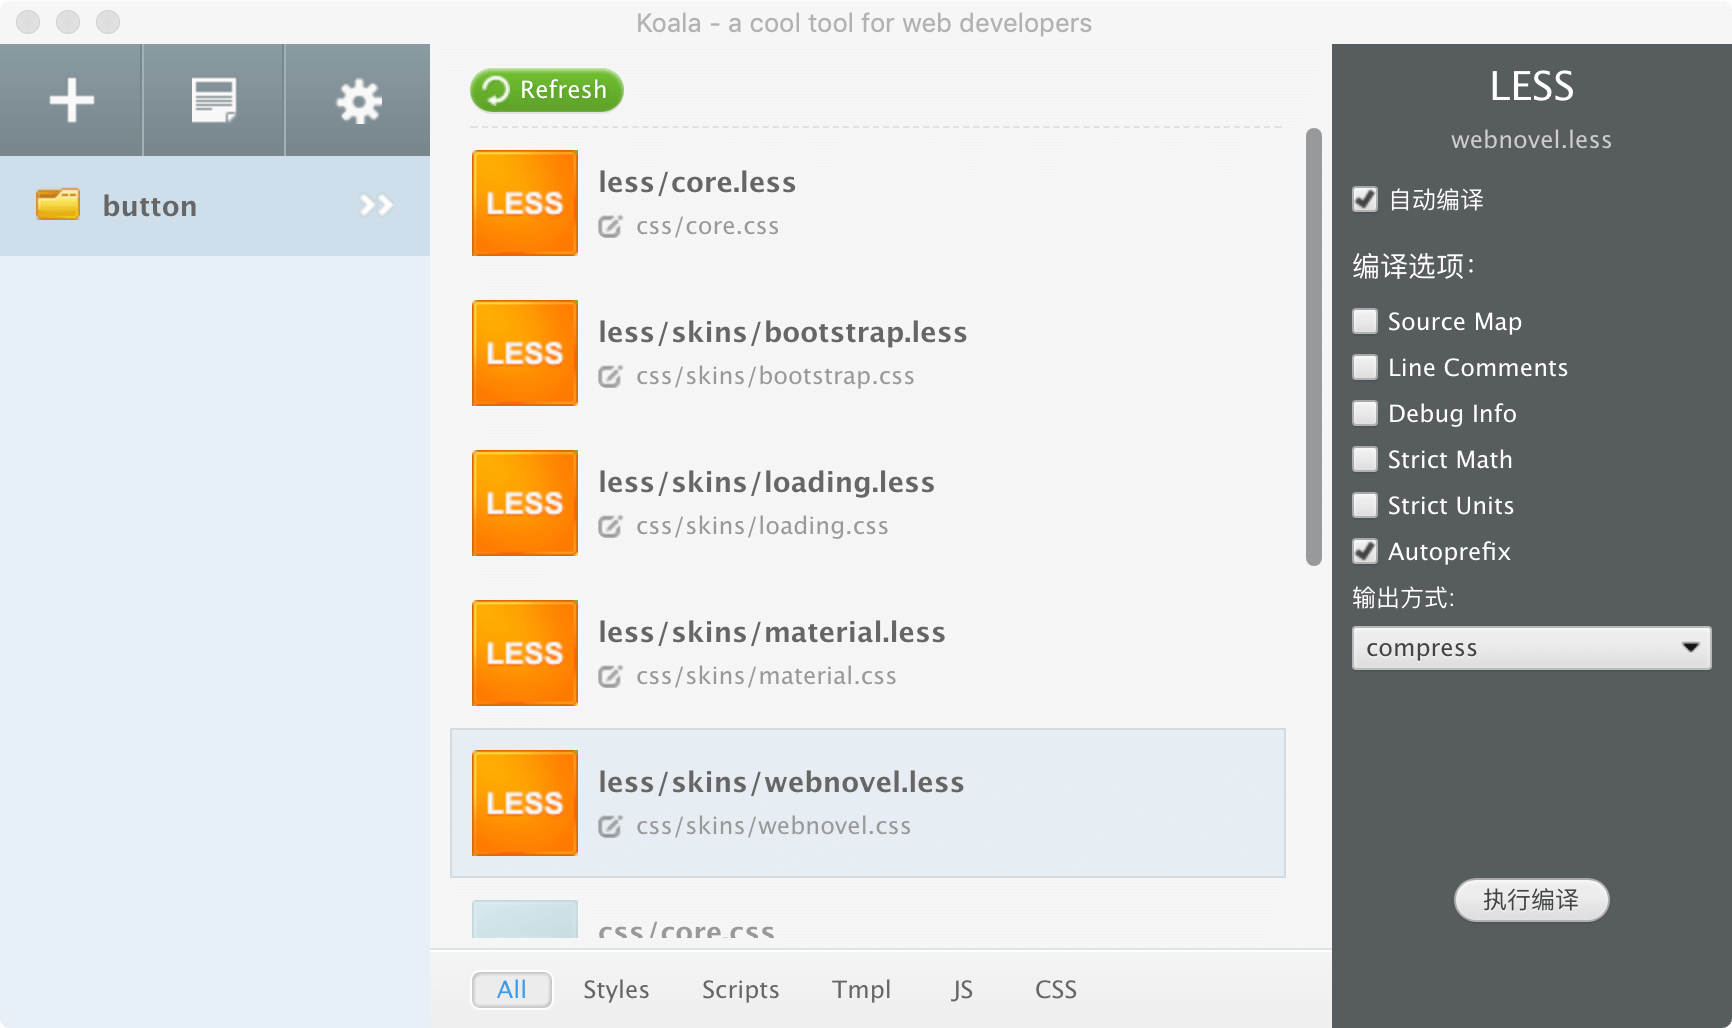 Koala - a cool tool for web developers
button
Refresh
LESS
less/core.less
css/core.css
LESS
less/skins/bootstrap.less
css/skins/bootstrap.css
LESS
less/skins/loading.less
css/skins/loading.css
LESS
less/skins/material.less
css/skins/material.css
LESS
less/skins/webnovel.less
css/skins/webnovel.css
css/core.css
All
Styles
Scripts
Tmpl
JS
CSS
LESS
webnovel.less
自动编译
编译选项:
Source Map
Line Comments
Debug Info
Strict Math
Strict Units
Autoprefix
输出方式:
compress
执行编译